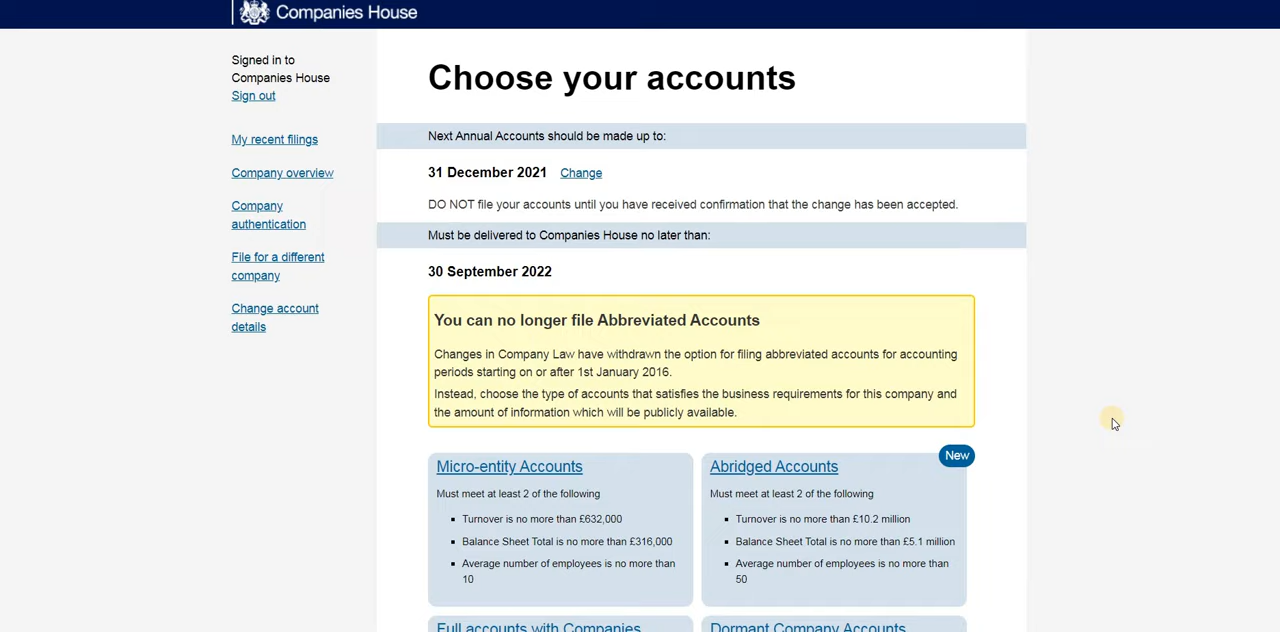 Companies House
Signed in to
Companies House
Sign out
My recent filings
Company overview
Company
authentication
File for a different
company
Change account
details
Choose your accounts
Next Annual Accounts should be made up to:
31 December 2021 Change
DO NOT file your accounts until you have received confirmation that the change has been accepted.
Must be delivered to Companies House no later than:
30 September 2022
You can no longer file Abbreviated Accounts
Changes in Company Law have withdrawn the option for filing abbreviated accounts for accounting
periods starting on or after 1st January 2016.
Instead, choose the type of accounts that satisfies the business requirements for this company and
the amount of information which will be publicly available.
Micro-entity Accounts
Must meet at least 2 of the following
Turnover is no more than £632,000
Balance Sheet Total is no more than £316,000
Average number of employees is no more than
10
New
Abridged Accounts
Must meet at least 2 of the following
Turnover is no more than £10.2 million
Balance Sheet Total is no more than £5.1 million
Average number of employees is no more than
50
Full accounts with Companies
Dormant Company Accounts